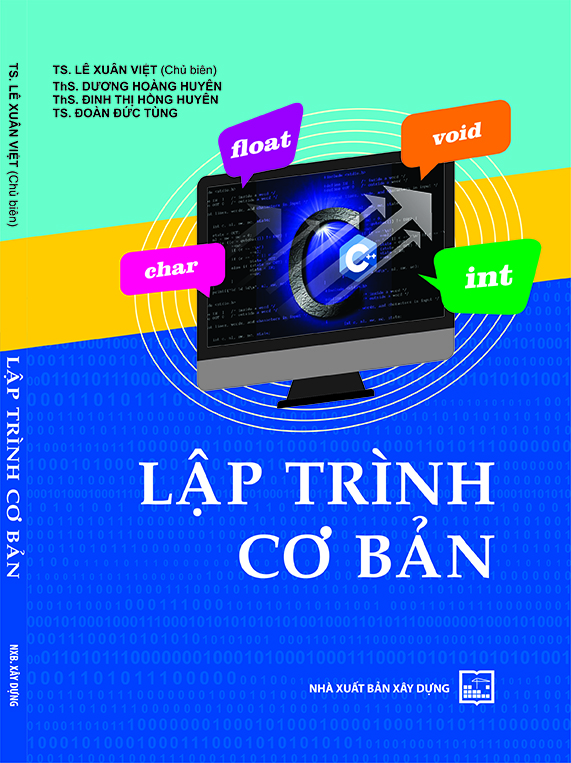 TS. LÊ XUÂN VIỆT (Chủ biên)
LẬP TRÌNH CƠ BẢN
NXB. XÂY DỰNG
TS. LÊ XUÂN VIỆT (Chủ biên)
ThS. DƯƠNG HOÀNG HUYÊN
ThS. ĐINH THỊ HỒNG HUYÊN
TS. ĐOÀN ĐỨC TÙNG
float
void
char
int
C
C++
LẬP TRÌNH
CƠ BẢN
NHÀ XUẤT BẢN XÂY DỰNG